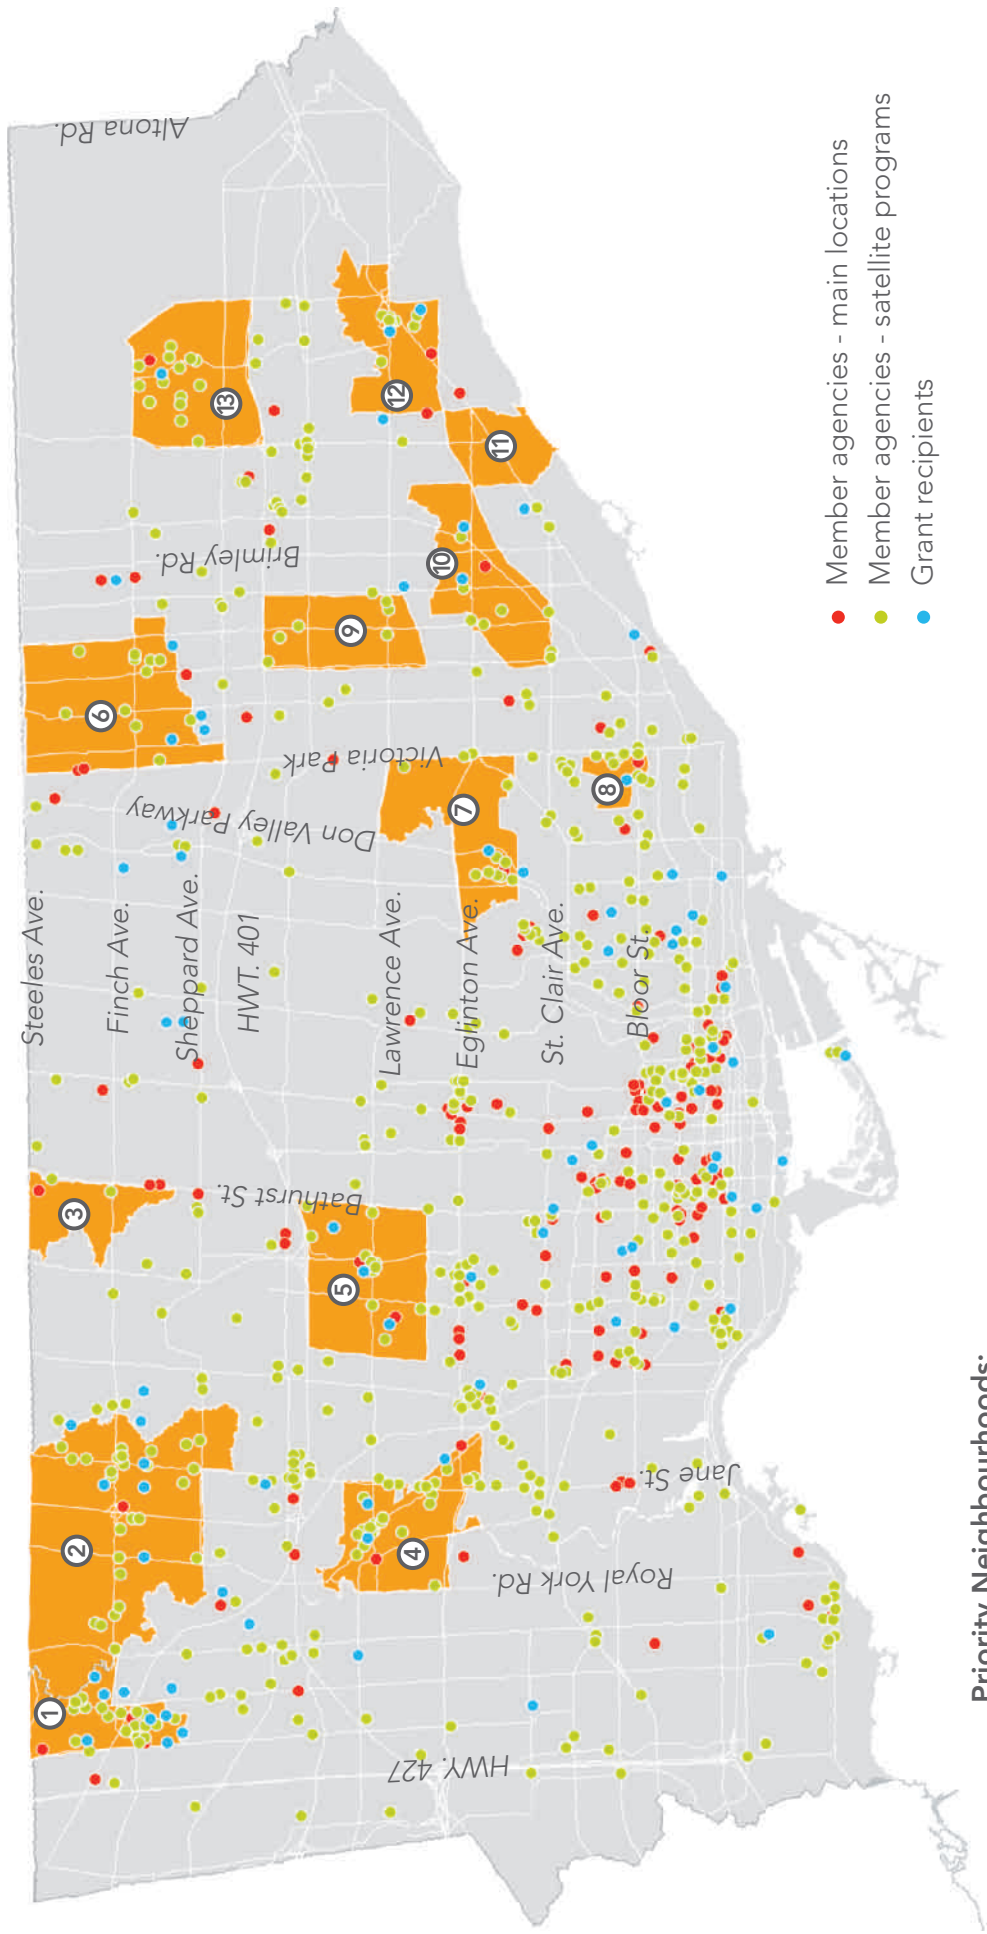 Steeles Ave.
Finch Ave.
Sheppard Ave.
HWT. 401
Lawrence Ave.
Eglinton Ave.
St. Clair Ave.
Bloor St.
HWY. 427
Royal York Rd.
Jane St.
Bathurst St.
Don Valley Parkway
Victoria Park
Brimley Rd.
Altona Rd.
1
2
3
4
5
6
7
8
9
10
11
12
13
Member agencies - main locations
Member agencies - satellite programs
Grant recipients
Priority Neighbourhoods: